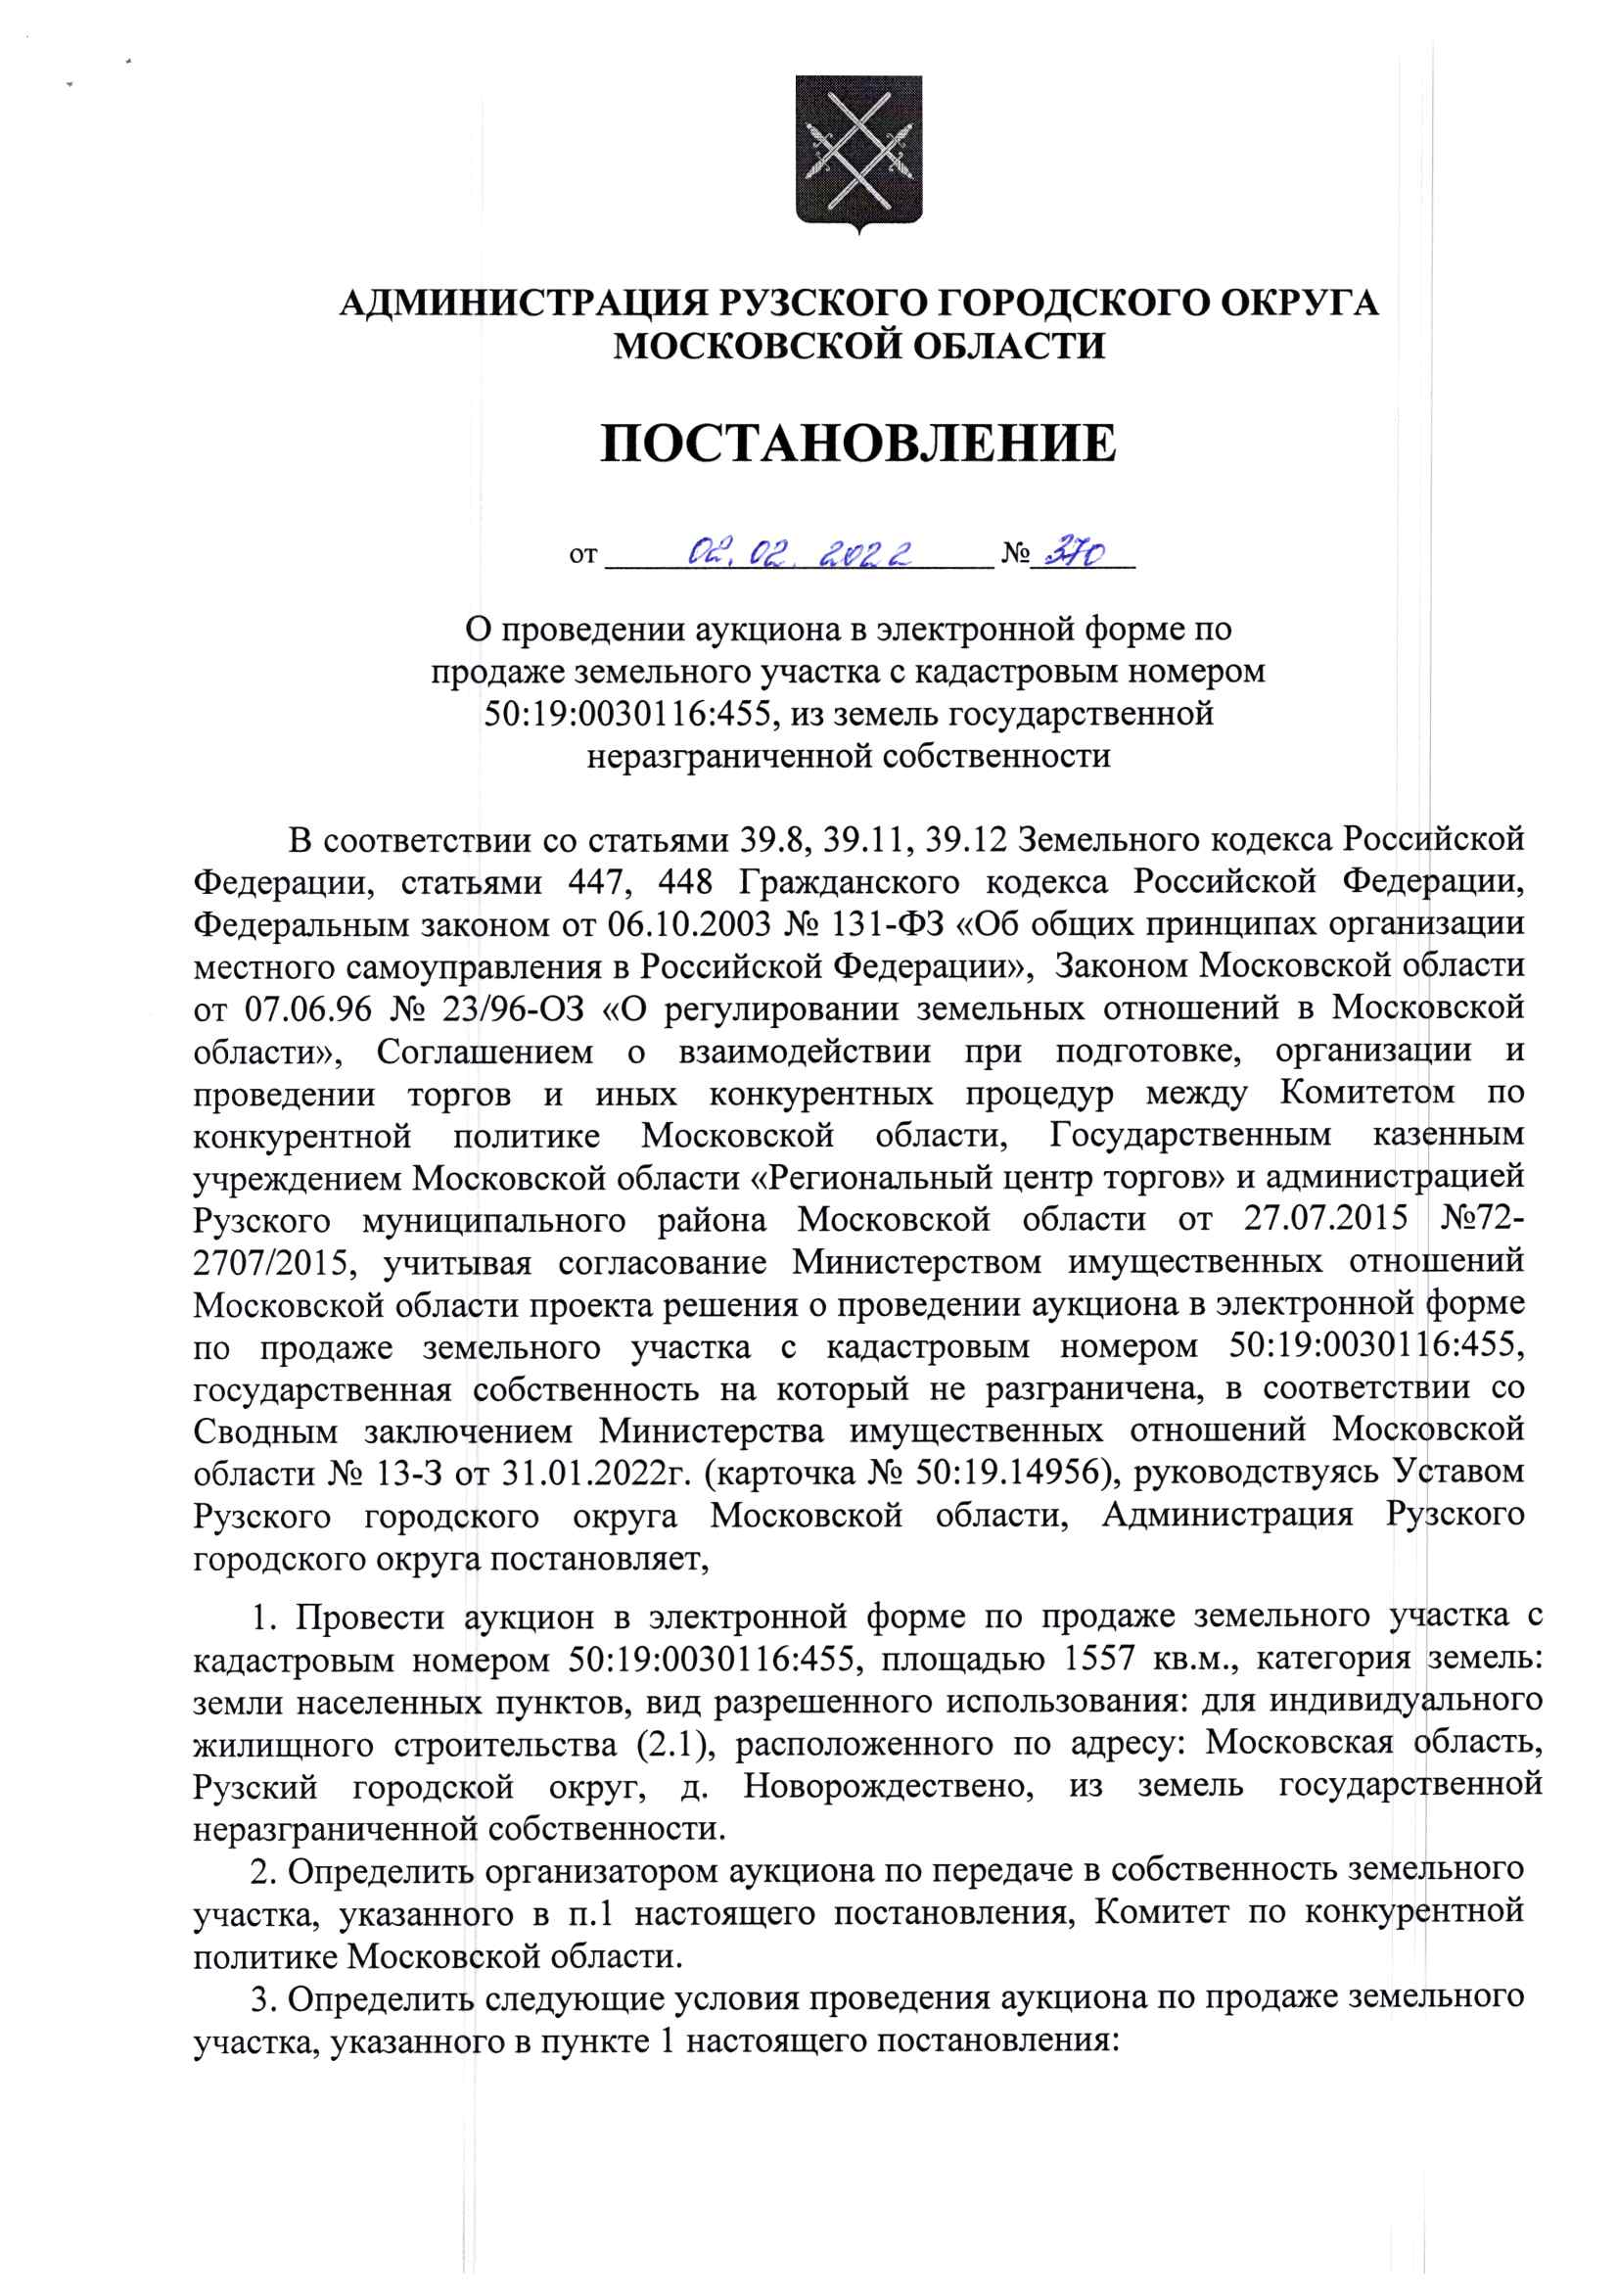 АДМИНИСТРАЦИЯ РУЗСКОГО ГОРОДСКОГО ОКРУГА
МОСКОВСКОЙ ОБЛАСТИ
ПОСТАНОВЛЕНИЕ
от 02.02.2022 № 370
О проведении аукциона в электронной форме по
продаже земельного участка с кадастровым номером
50:19:0030116:455, из земель государственной
неразграниченной собственности
В соответствии со статьями 39.8, 39.11, 39.12 Земельного кодекса Российской
Федерации, статьями 447, 448 Гражданского кодекса Российской Федерации,
Федеральным законом от 06.10.2003 № 131-ФЗ «Об общих принципах организации
местного самоуправления в Российской Федерации», Законом Московской области
от 07.06.96 № 23/96-ОЗ «О регулировании земельных отношений в Московской
области», Соглашением о взаимодействии при подготовке, организации и
проведении торгов и иных конкурентных процедур между Комитетом по
конкурентной политике Московской области, Государственным казенным
учреждением Московской области «Региональный центр торгов» и администрацией
Рузского муниципального района Московской области от 27.07.2015 №72-
2707/2015, учитывая согласование Министерством имущественных отношений
Московской области проекта решения о проведении аукциона в электронной форме
по продаже земельного участка с кадастровым номером 50:19:0030116:455,
государственная собственность на который не разграничена, в соответствии со
Сводным заключением Министерства имущественных отношений Московской
области № 13-З от 31.01.2022г. (карточка № 50:19.14956), руководствуясь Уставом
Рузского городского округа Московской области, Администрация Рузского
городского округа постановляет,
1. Провести аукцион в электронной форме по продаже земельного участка с
кадастровым номером 50:19:0030116:455, площадью 1557 кв.м., категория земель:
земли населенных пунктов, вид разрешенного использования: для индивидуального
жилищного строительства (2.1), расположенного по адресу: Московская область,
Рузский городской округ, д. Новорождествено, из земель государственной
неразграниченной собственности.
2. Определить организатором аукциона по передаче в собственность земельного
участка, указанного в п.1 настоящего постановления, Комитет по конкурентной
политике Московской области.
3. Определить следующие условия проведения аукциона по продаже земельного
участка, указанного в пункте 1 настоящего постановления: